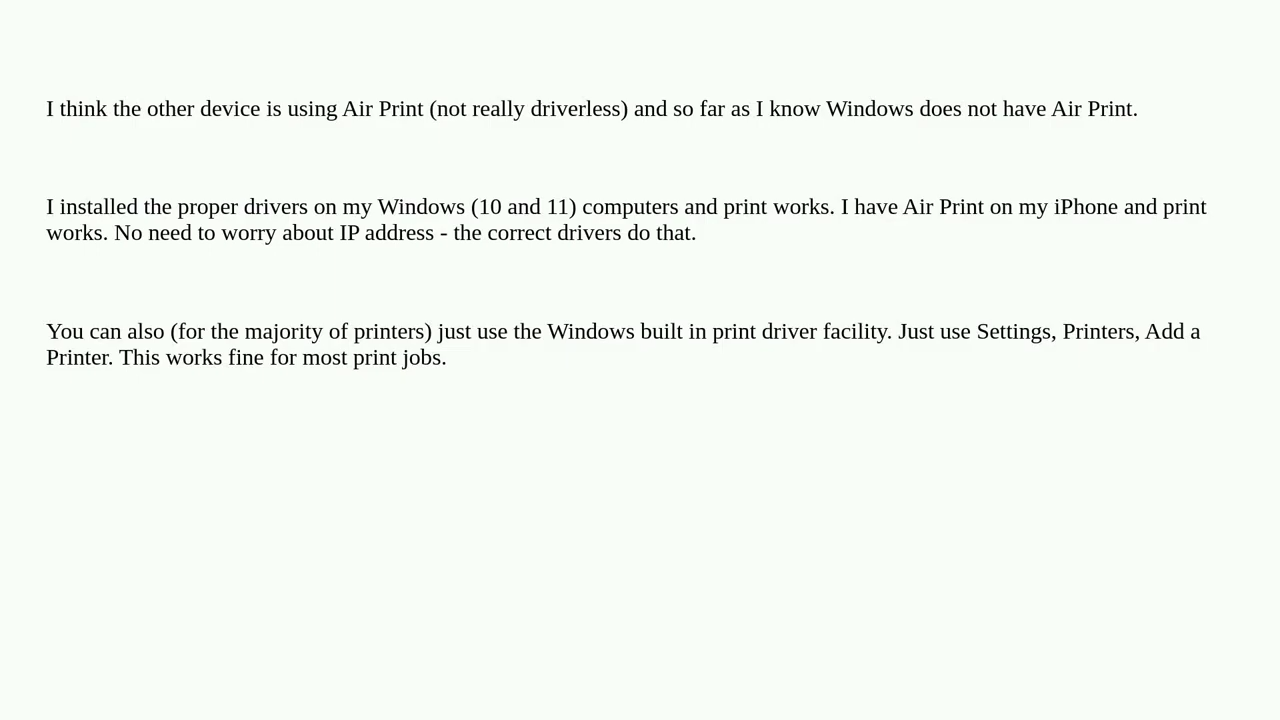 I think the other device is using Air Print (not really driverless) and so far as I know Windows does not have Air Print.
I installed the proper drivers on my Windows (10 and 11) computers and print works. I have Air Print on my iPhone and print
works. No need to worry about IP address - the correct drivers do that.
You can also (for the majority of printers) just use the Windows built in print driver facility. Just use Settings, Printers, Add a
Printer. This works fine for most print jobs.